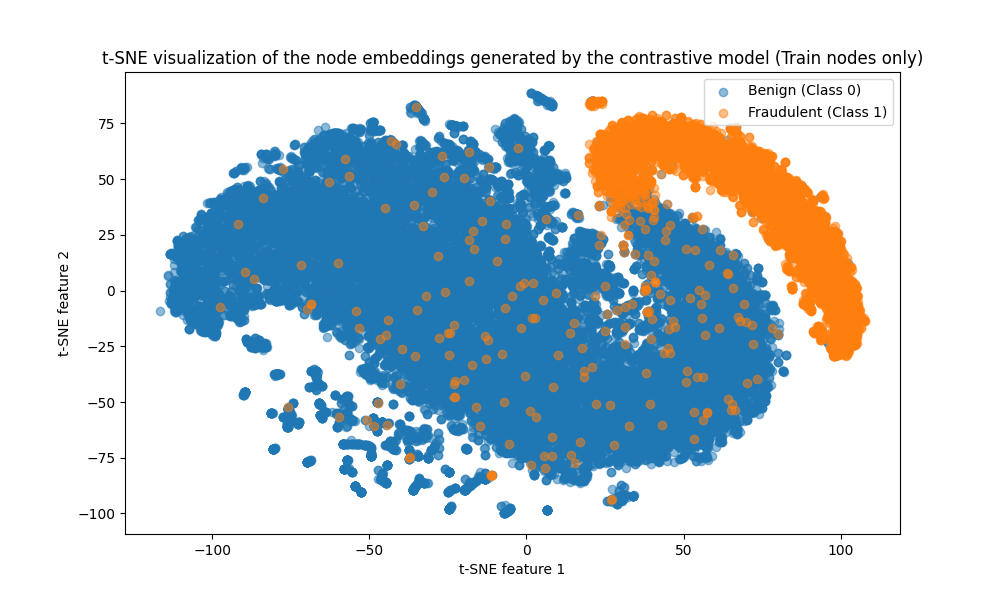 t-SNE visualization of the node embeddings generated by the contrastive model (Train nodes only)
Benign (Class 0)
Fraudulent (Class 1)
75
50
25
0
−25
−50
−75
−100
t-SNE feature 2
−100 −50 0 50 100
t-SNE feature 1